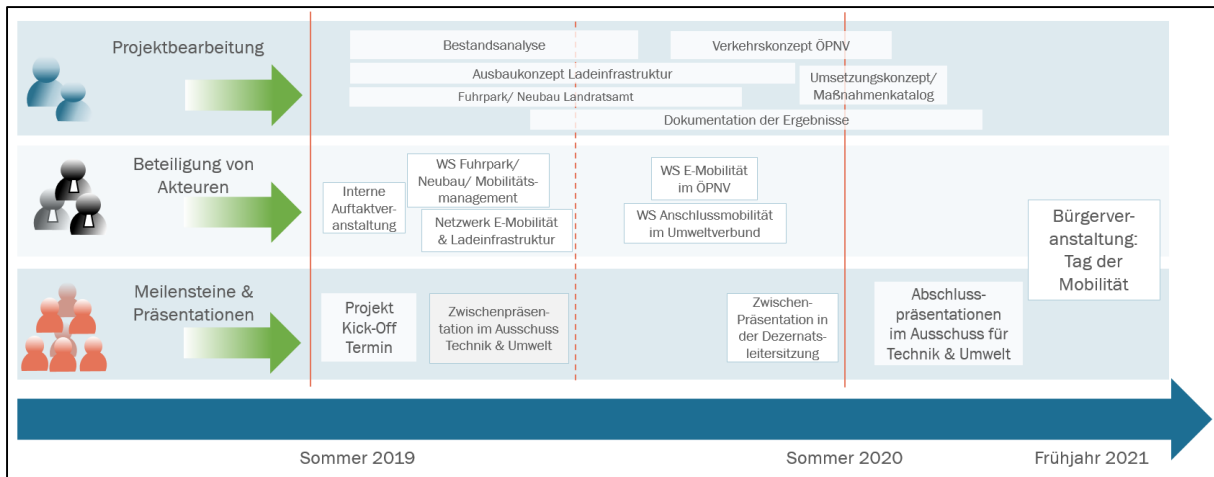 Projektbearbeitung
Bestandsanalyse
Verkehrskonzept ÖPNV
Ausbaukonzept Ladeinfrastruktur
Umsetzungskonzept/
Maßnahmenkatalog
Fuhrpark/ Neubau Landratsamt
Dokumentation der Ergebnisse
Beteiligung von
Akteuren
Interne
Auftaktver-
anstaltung
WS Fuhrpark/
Neubau/ Mobilitäts-
management
Netzwerk E-Mobilität
& Ladeinfrastruktur
WS E-Mobilität
im ÖPNV
WS Anschlussmobilität
im Umweltverbund
Bürgerver-
anstaltung:
Tag der
Mobilität
Meilensteine &
Präsentationen
Projekt
Kick-Off
Termin
Zwischenpräsen-
tation im Ausschuss
Technik & Umwelt
Zwischen-
Präsentation in
der Dezernats-
leitersitzung
Abschluss-
präsentationen
im Ausschuss für
Technik & Umwelt
Sommer 2019
Sommer 2020
Frühjahr 2021